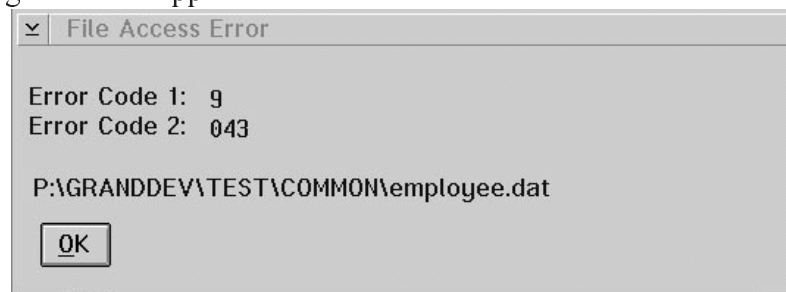 File Access Error
Error Code 1: 9
Error Code 2: 043
P:\GRANDDEV\TEST\COMMON\employee.dat
OK